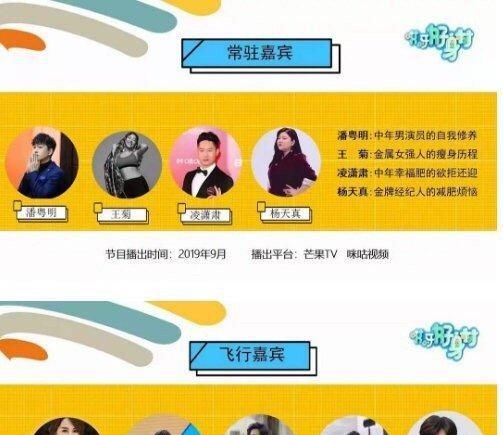 常驻嘉宾
哎呀好身材
潘粤明:中年男演员的自我修养
王 菊:金属女强人的瘦身历程
凌潇肃:中年幸福肥的欲拒还迎
杨天真:金牌经纪人的减肥烦恼
潘粤明
王菊
凌潇肃
杨天真
节目播出时间: 2019年9月 播出平台: 芒果TV 咪咕视频
飞行嘉宾
哎呀好身材